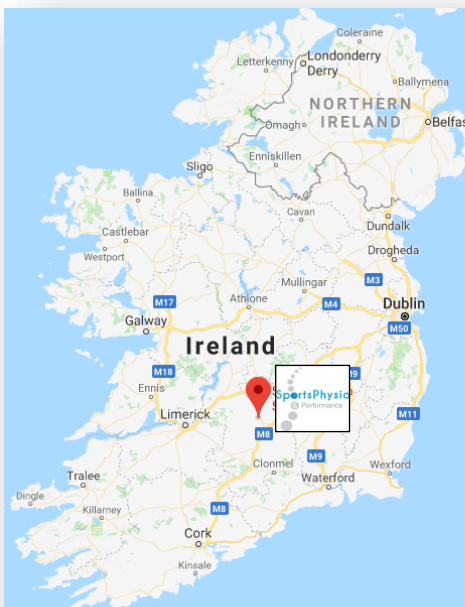 Coleraine
Letterkenny
Londonderry
Derry
Ballymena
NORTHERN
IRELAND
Omagh
Belfas
Enniskillen
Sligo
Ballina
Cavan
Dundalk
Castlebar
Westport
Drogheda
M3
Mullingar
M17
Athlone
M4
Dublin
Galway
M50
Ireland
M18
M9
SportsPhysio
& Performance
Ennis
Limerick
M11
M8
Clonmel
M9
Wexford
Tralee
Waterford
Dingle
Killarney
M8
Cork
Kinsale